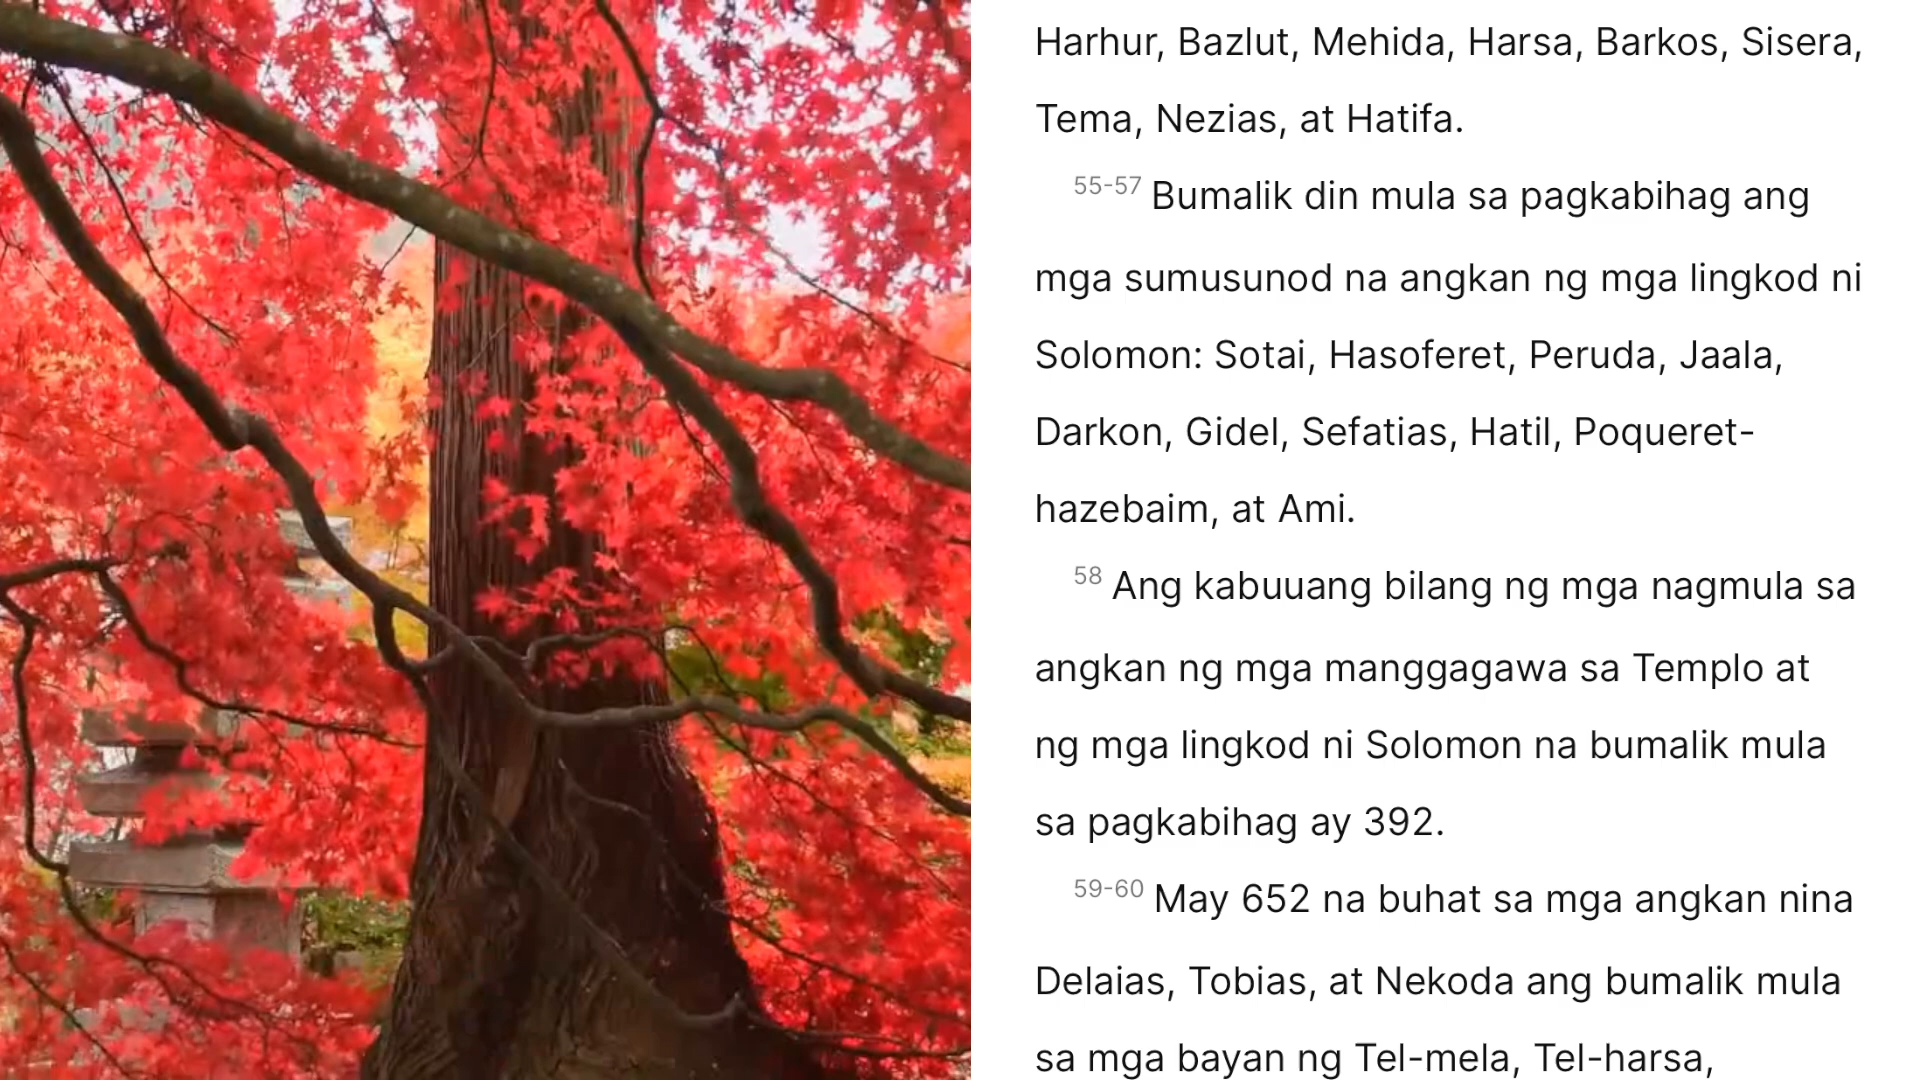 Harhur, Bazlut, Mehida, Harsa, Barkos, Sisera,
Tema, Nezias, at Hatifa.
55-57 Bumalik din mula sa pagkabihag ang
mga sumusunod na angkan ng mga lingkod ni
Solomon: Sotai, Hasoferet, Peruda, Jaala,
Darkon, Gidel, Sefatias, Hatil, Poqueret-
hazebaim, at Ami.
58 Ang kabuuang bilang ng mga nagmula sa
angkan ng mga manggagawa sa Templo at
ng mga lingkod ni Solomon na bumalik mula
sa pagkabihag ay 392.
59-60 May 652 na buhat sa mga angkan nina
Delaias, Tobias, at Nekoda ang bumalik mula
sa mga bayan ng Tel-mela, Tel-harsa,